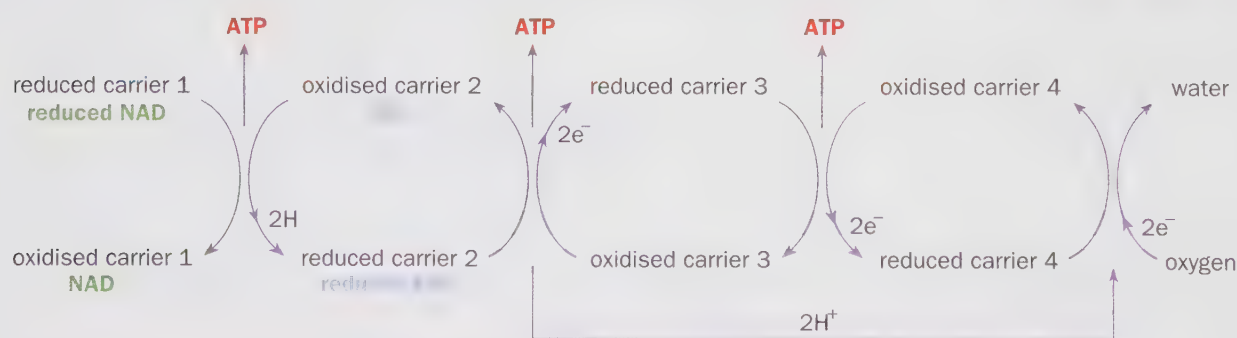 ATP ATP ATP
reduced carrier 1 oxidised carrier 2 reduced carrier 3 oxidised carrier 4 water
reduced NAD
2e⁻
2H 2e⁻ 2e⁻
oxidised carrier 1 reduced carrier 2 oxidised carrier 3 reduced carrier 4 oxygen
NAD
2H⁺